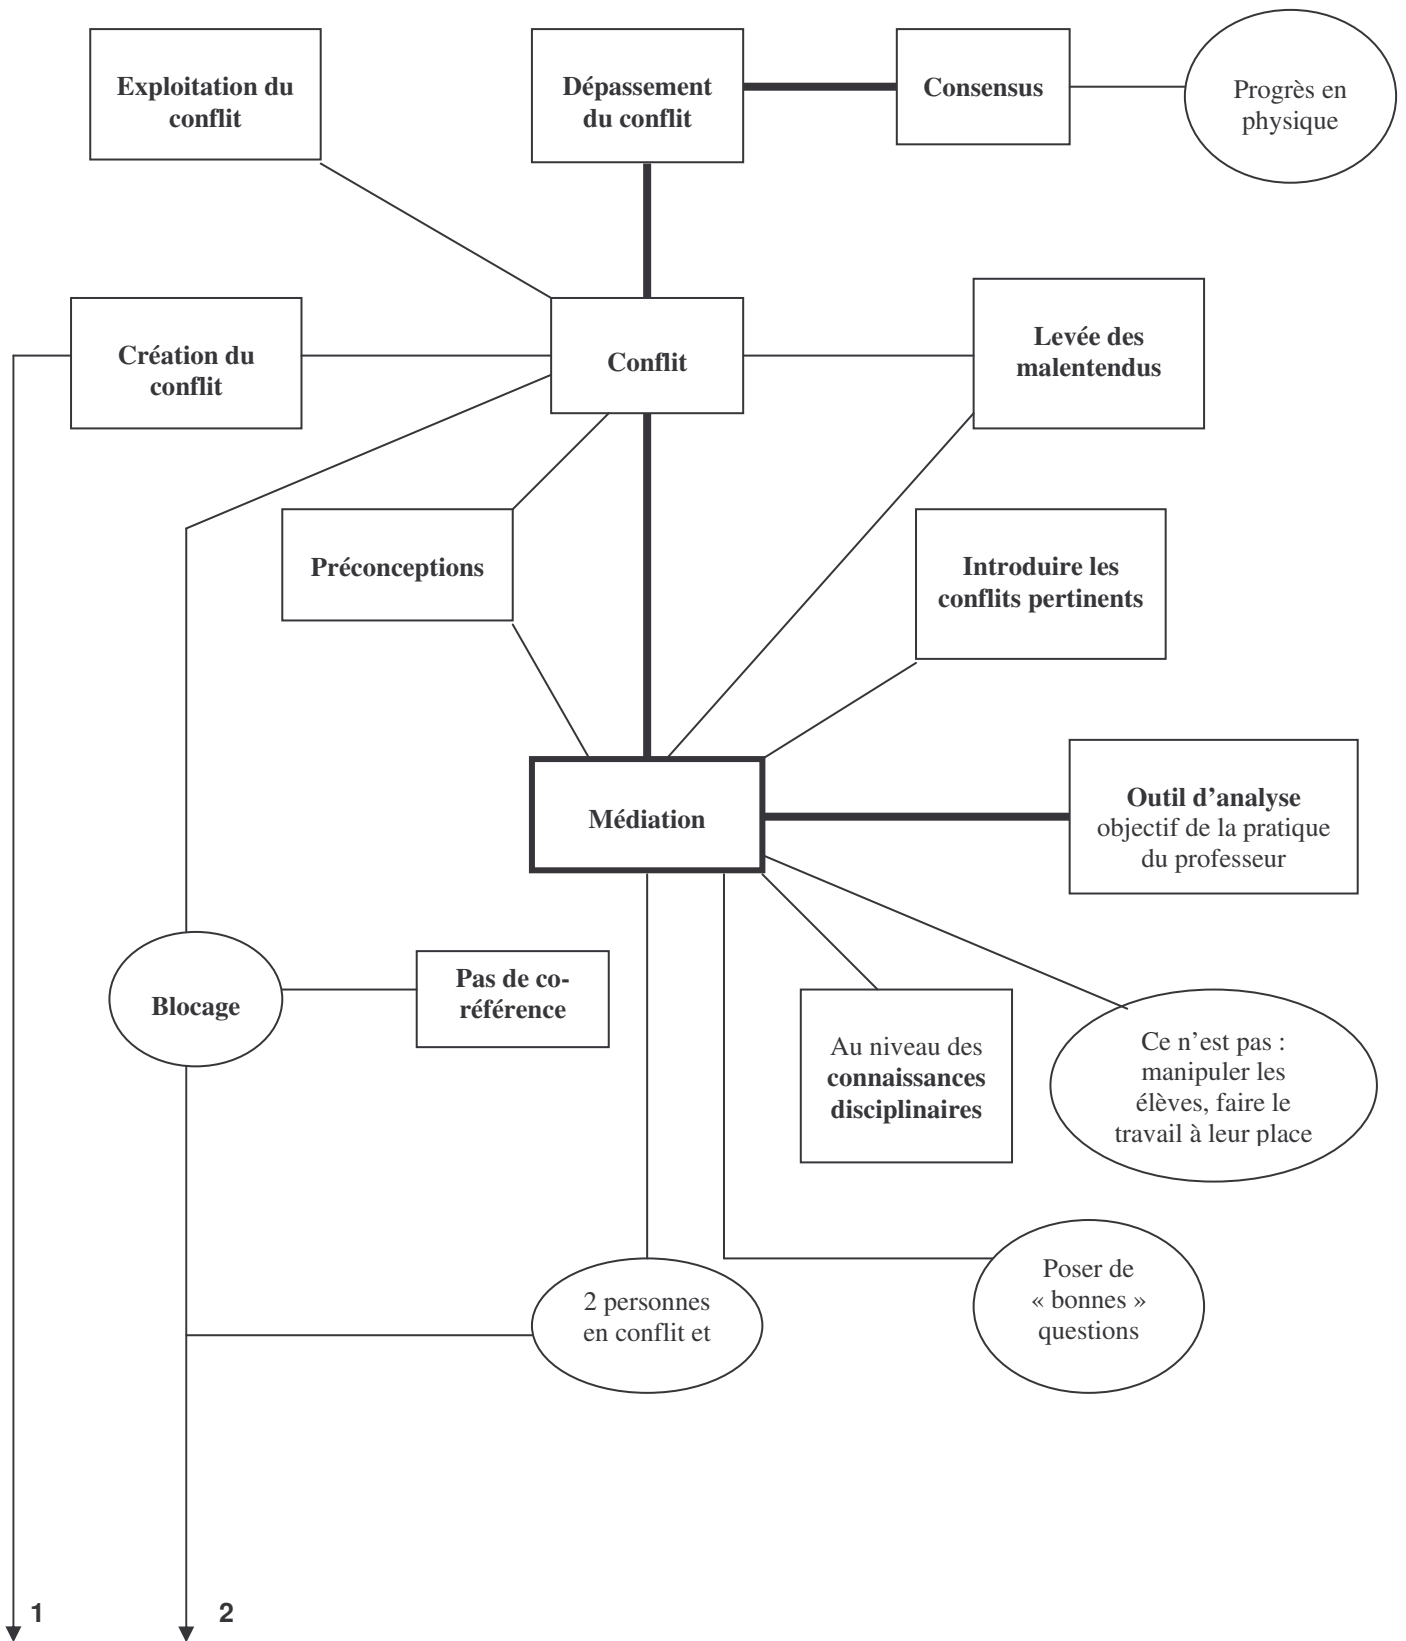 Exploitation du
conflit
Dépassement
du conflit
Consensus
Progrès en
physique
Création du
conflit
Conflit
Levée des
malentendus
Préconceptions
Introduire les
conflits pertinents
Médiation
Outil d’analyse
objectif de la pratique
du professeur
Blocage
Pas de co-
référence
Au niveau des
connaissances
disciplinaires
Ce n’est pas :
manipuler les
élèves, faire le
travail à leur place
2 personnes
en conflit et
Poser de
« bonnes »
questions
1
2